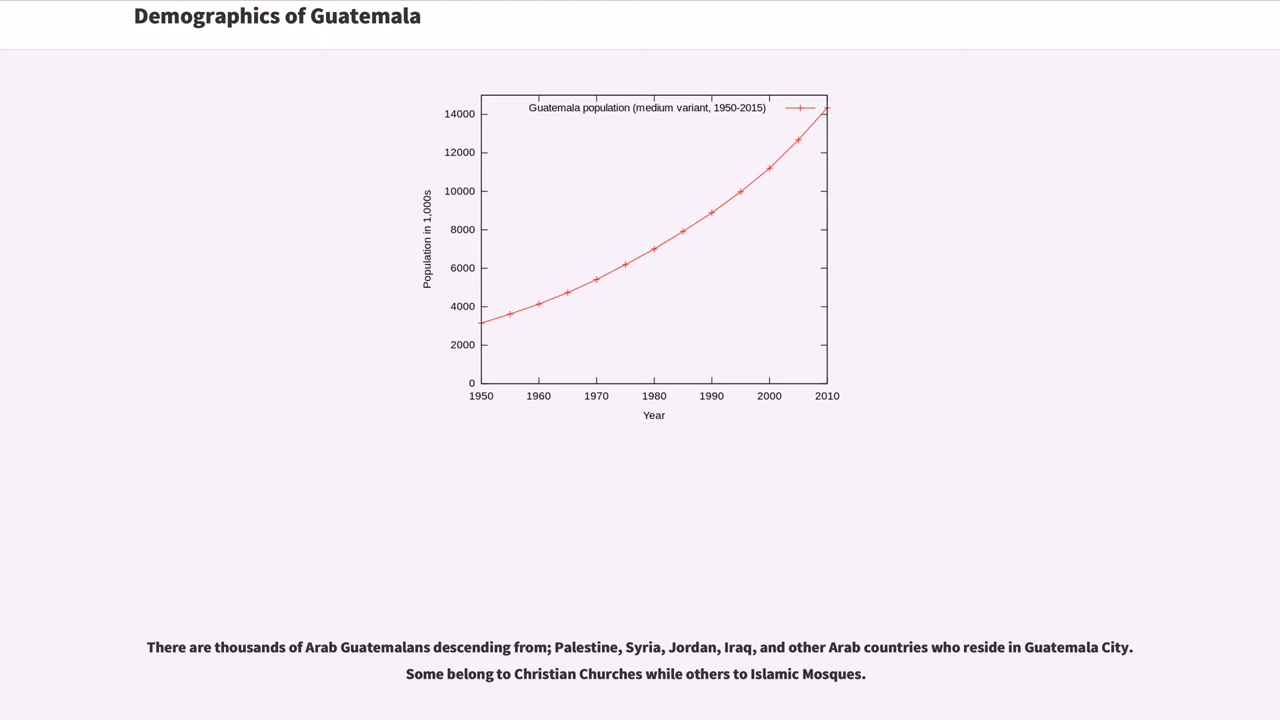 Demographics of Guatemala
Guatemala population (medium variant, 1950-2015)
14000
12000
10000
8000
6000
4000
2000
0
Population in 1,000s
1950 1960 1970 1980 1990 2000 2010
Year
There are thousands of Arab Guatemalans descending from; Palestine, Syria, Jordan, Iraq, and other Arab countries who reside in Guatemala City.
Some belong to Christian Churches while others to Islamic Mosques.